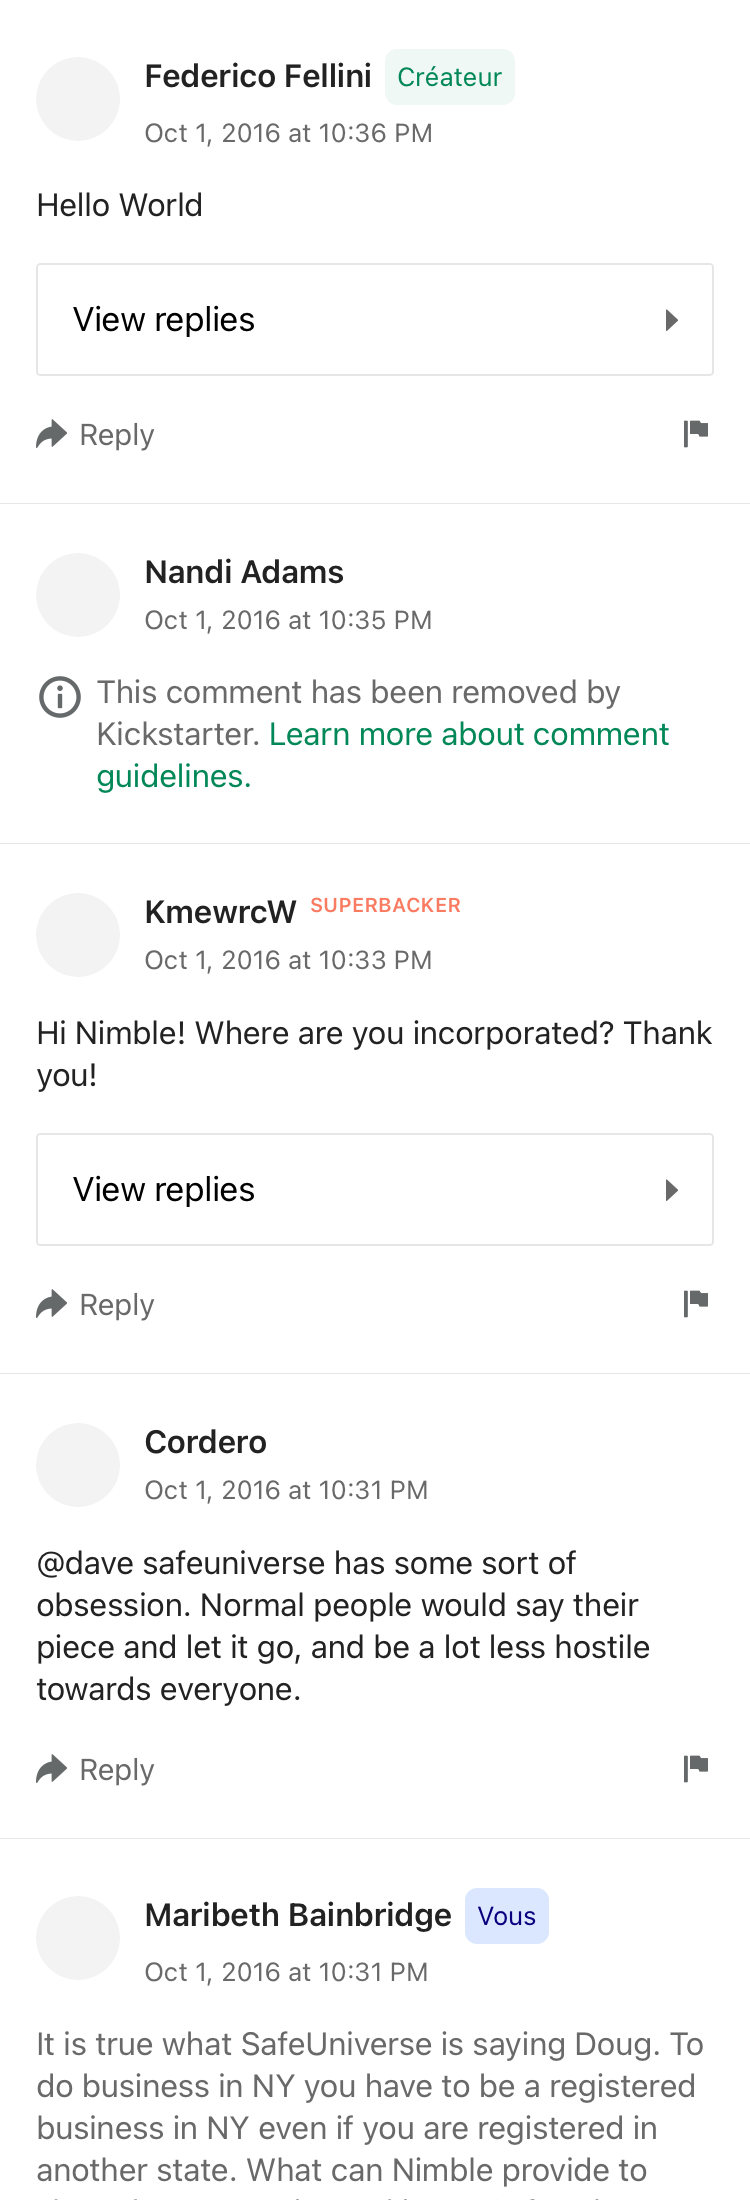 Federico Fellini Créateur
Oct 1, 2016 at 10:36 PM
Hello World
View replies
Reply
Nandi Adams
Oct 1, 2016 at 10:35 PM
This comment has been removed by
Kickstarter. Learn more about comment
guidelines.
KmewrcW SUPERBACKER
Oct 1, 2016 at 10:33 PM
Hi Nimble! Where are you incorporated? Thank
you!
View replies
Reply
Cordero
Oct 1, 2016 at 10:31 PM
@dave safeuniverse has some sort of
obsession. Normal people would say their
piece and let it go, and be a lot less hostile
towards everyone.
Reply
Maribeth Bainbridge Vous
Oct 1, 2016 at 10:31 PM
It is true what SafeUniverse is saying Doug. To
do business in NY you have to be a registered
business in NY even if you are registered in
another state. What can Nimble provide to